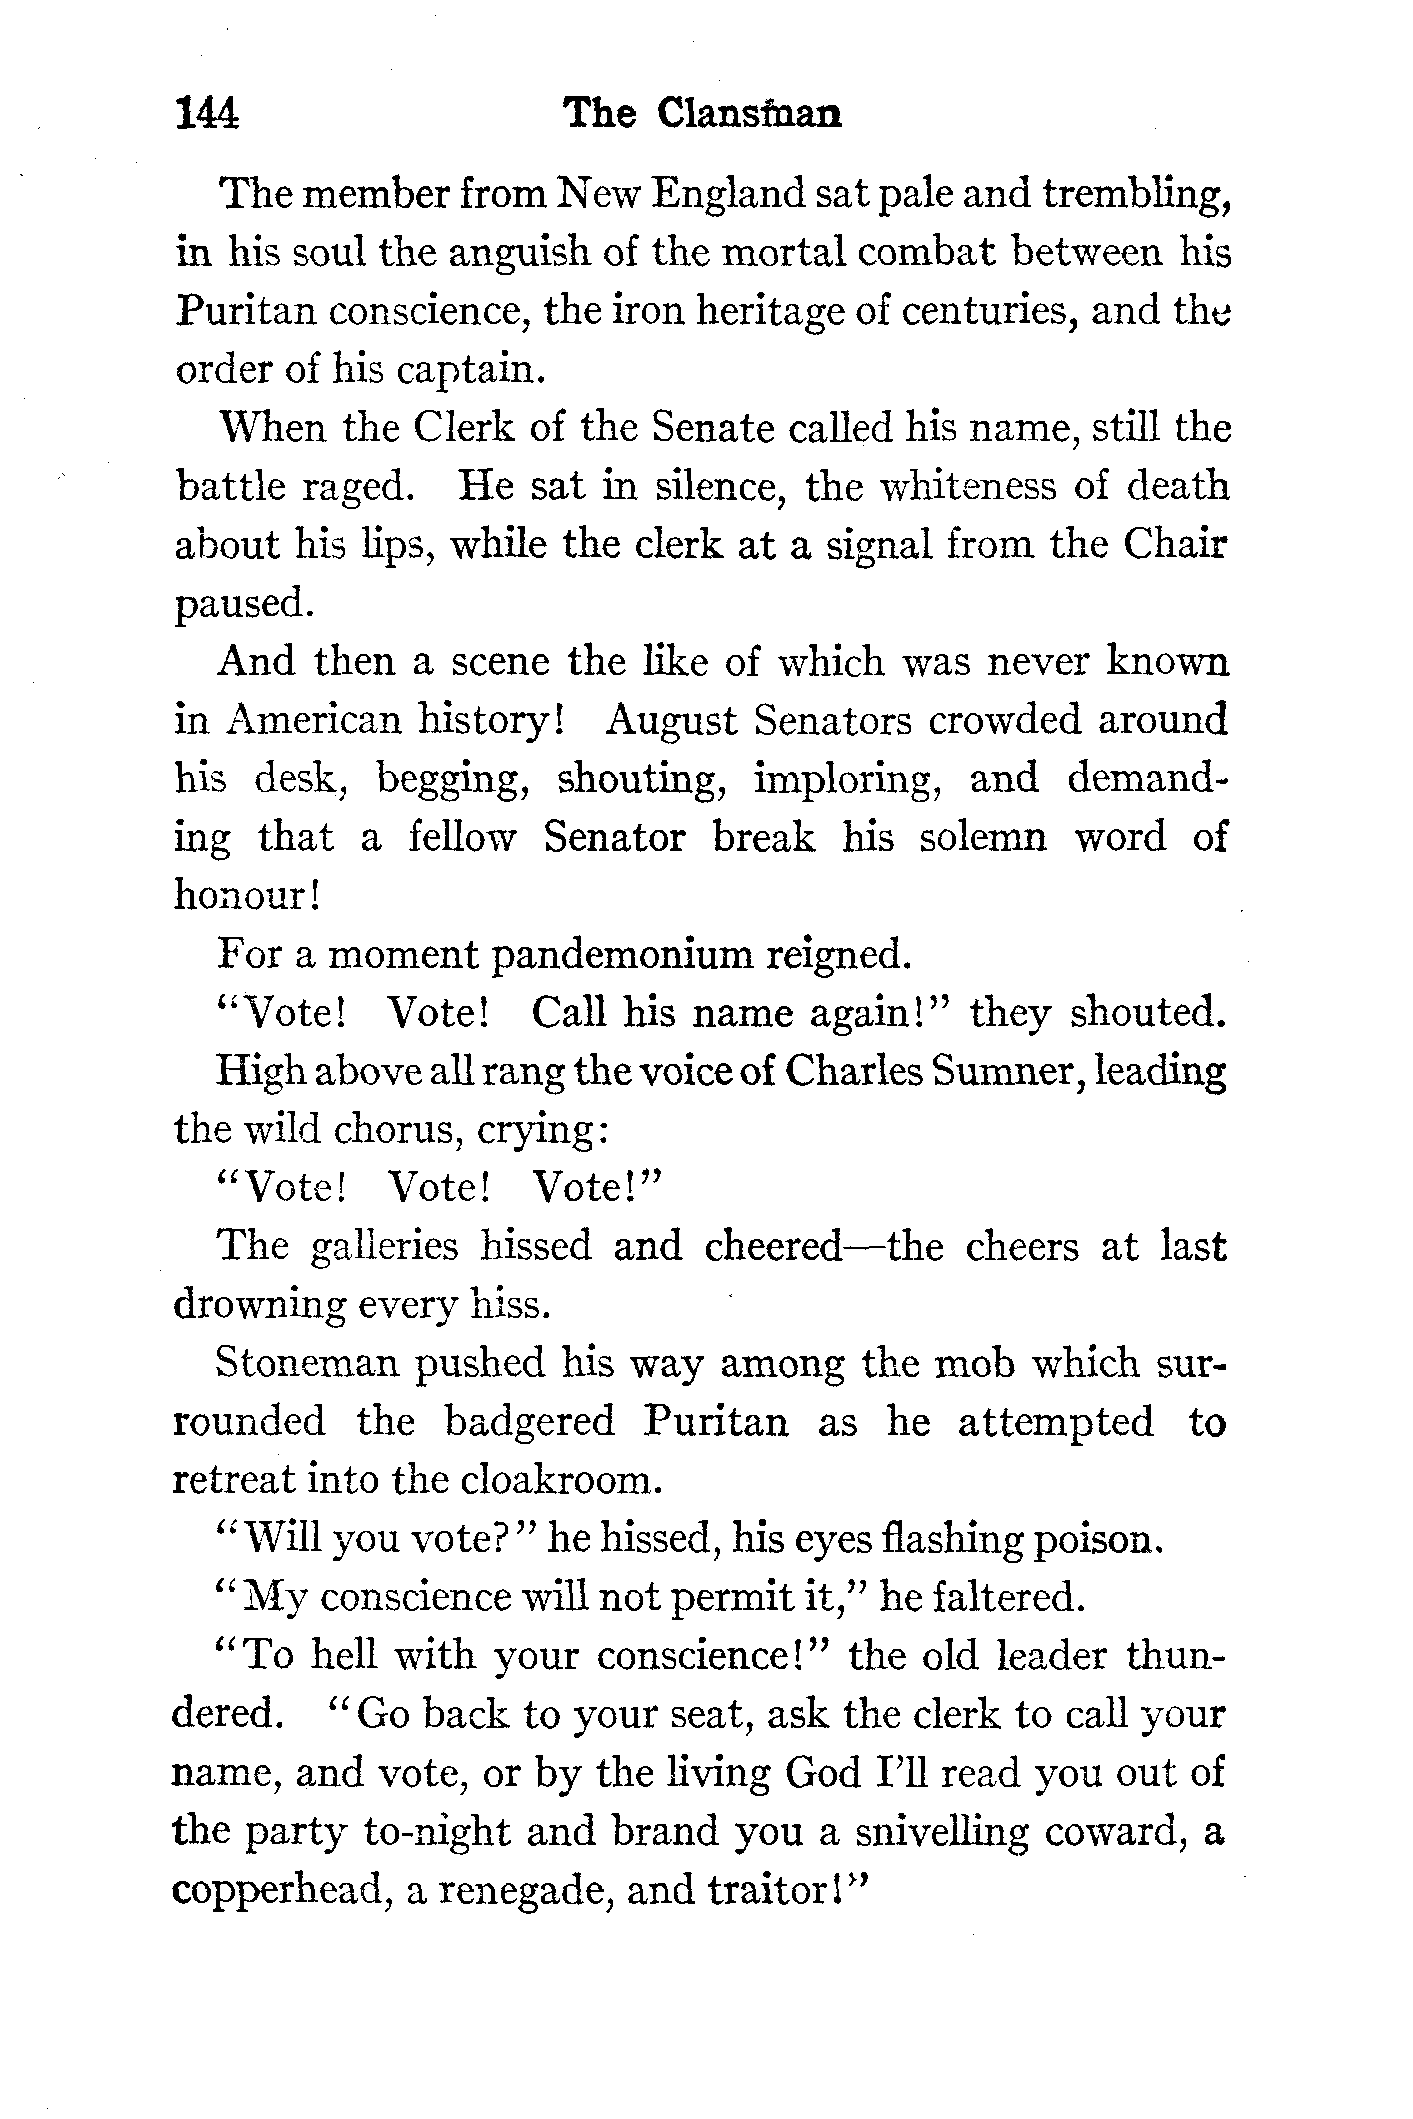 144 The Clansman
The member from New England sat pale and trembling,
in his soul the anguish of the mortal combat between his
Puritan conscience, the iron heritage of centuries, and the
order of his captain.
When the Clerk of the Senate called his name, still the
battle raged. He sat in silence, the whiteness of death
about his lips, while the clerk at a signal from the Chair
paused.
And then a scene the like of which was never known
in American history! August Senators crowded around
his desk, begging, shouting, imploring, and demand-
ing that a fellow Senator break his solemn word of
honour!
For a moment pandemonium reigned.
“Vote! Vote! Call his name again!” they shouted.
High above all rang the voice of Charles Sumner, leading
the wild chorus, crying:
“Vote! Vote! Vote!”
The galleries hissed and cheered—the cheers at last
drowning every hiss.
Stoneman pushed his way among the mob which sur-
rounded the badgered Puritan as he attempted to
retreat into the cloakroom.
“Will you vote?” he hissed, his eyes flashing poison.
“My conscience will not permit it,” he faltered.
“To hell with your conscience!” the old leader thun-
dered. “Go back to your seat, ask the clerk to call your
name, and vote, or by the living God I’ll read you out of
the party to-night and brand you a snivelling coward, a
copperhead, a renegade, and traitor!”